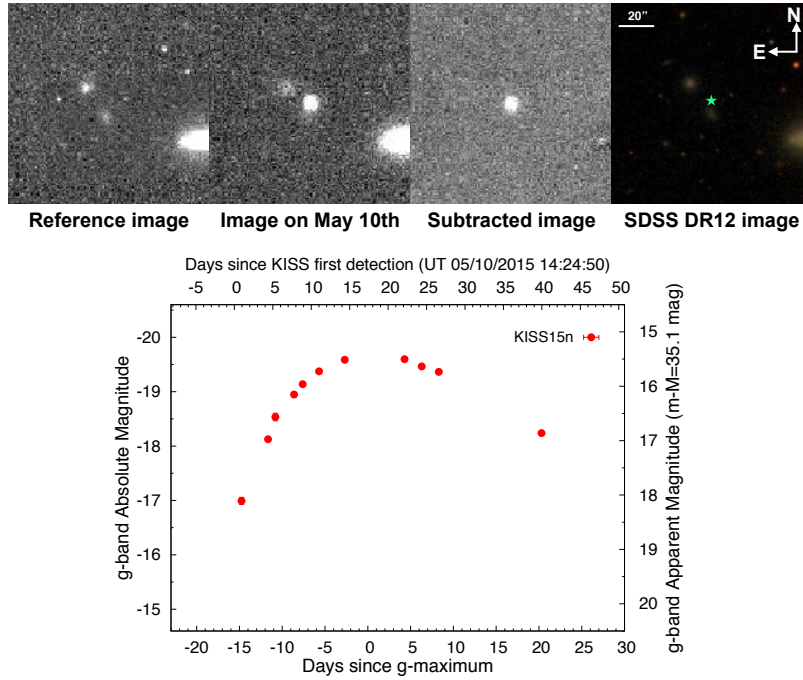 20”
N
E
Reference image
Image on May 10th
Subtracted image
SDSS DR12 image
Days since KISS first detection (UT 05/10/2015 14:24:50)
-5 0 5 10 15 20 25 30 35 40 45 50
KISS15n
g-band Absolute Magnitude
-20
-19
-18
-17
-16
-15
15
16
17
18
19
20
g-band Apparent Magnitude (m-M=35.1 mag)
-20 -15 -10 -5 0 5 10 15 20 25 30
Days since g-maximum